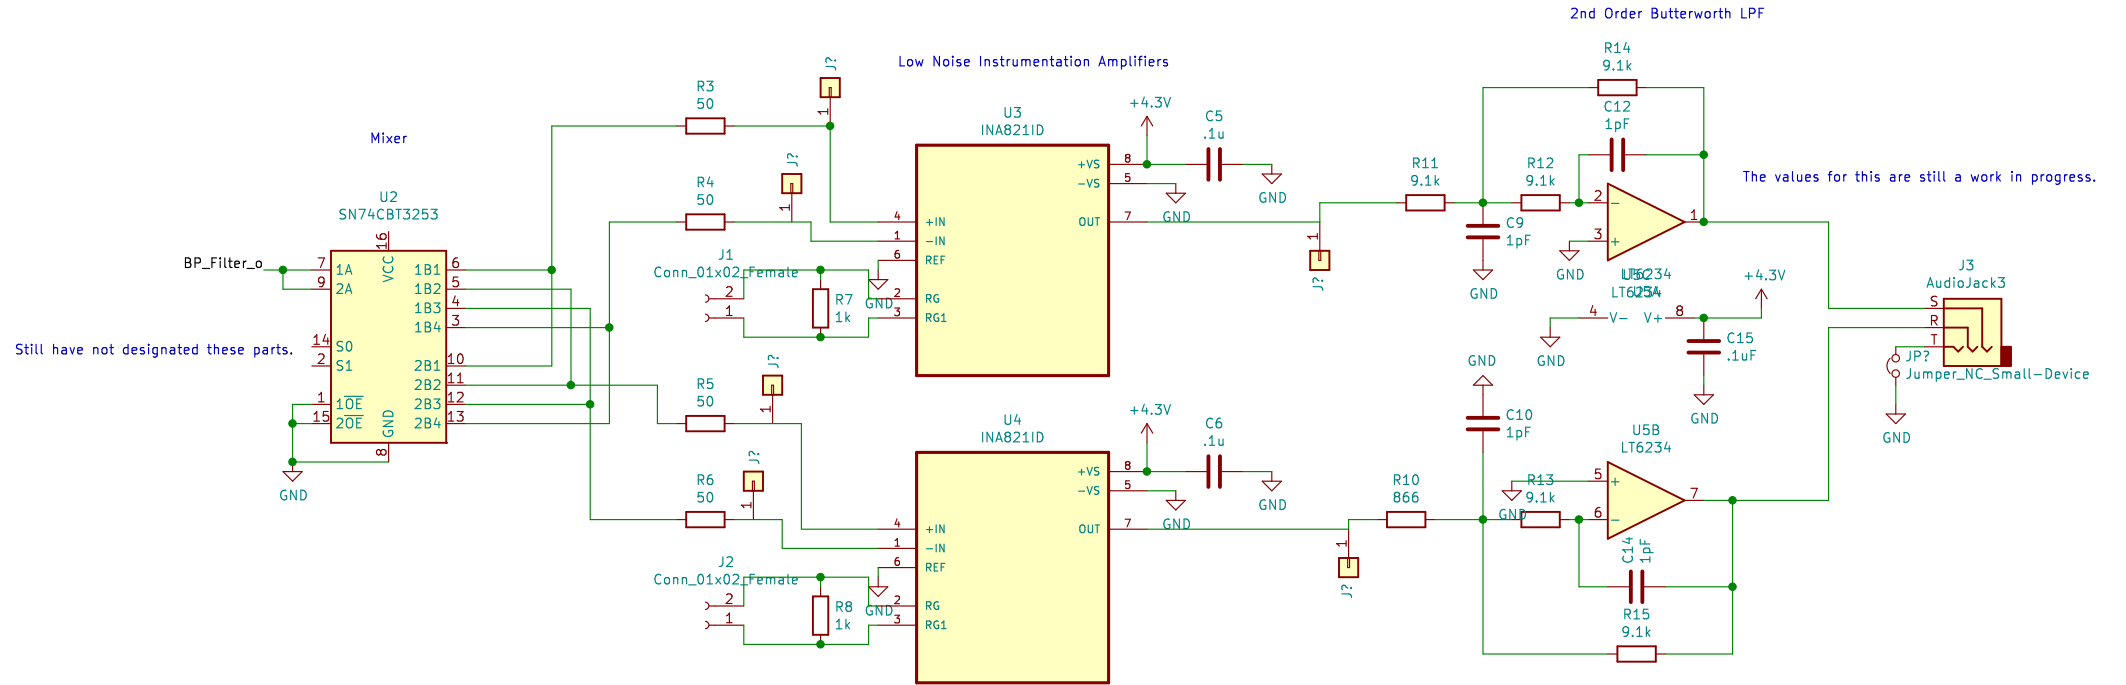 2nd Order Butterworth LPF
Low Noise Instrumentation Amplifiers
Mixer
The values for this are still a work in progress.
Still have not designated these parts.
BP_Filter_o
U2
SN74CBT3253
16
VCC
7 1A
9 2A
14 S0
2 S1
1 1OE
15 2OE
GND
8
1B1 6
1B2 5
1B3 4
1B4 3
2B1 10
2B2 11
2B3 12
2B4 13
GND
R3
50
J?
1
R4
50
J?
1
J1
Conn_01x02_Female
2
1
R7
1k
GND
R5
50
J?
1
R6
50
J?
1
J2
Conn_01x02_Female
2
1
R8
1k
GND
U3
INA821ID
4 +IN
1 -IN
6 REF
2 RG
3 RG1
+VS 8
-VS 5
OUT 7
+4.3V
C5
.1u
GND
GND
J?
1
U4
INA821ID
4 +IN
1 -IN
6 REF
2 RG
3 RG1
+VS 8
-VS 5
OUT 7
+4.3V
C6
.1u
GND
GND
J?
1
R14
9.1k
C12
1pF
R11
9.1k
R12
9.1k
C9
1pF
GND
2 -
3 +
1
GND
LT6234
U5C
LT6234
U5A
+4.3V
4 V-
V+ 8
GND
C15
.1uF
GND
GND
C10
1pF
U5B
LT6234
R10
866
R13
9.1k
GND
5 +
6 -
7
C14
1pF
R15
9.1k
J3
AudioJack3
S
R
T
JP?
Jumper_NC_Small-Device
GND